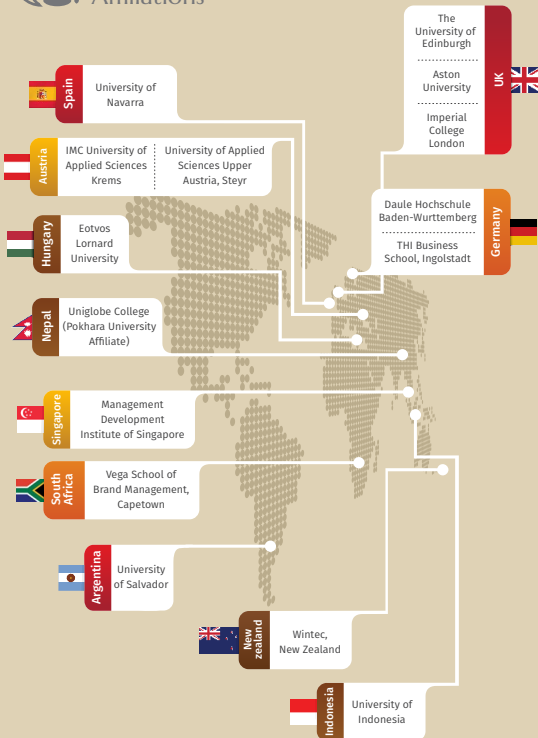 Affiliations
The
University of
Edinburgh
Aston
University
Imperial
College
London
UK
Spain
University of
Navarra
Austria
IMC University of
Applied Sciences
Krems
University of Applied
Sciences Upper
Austria, Steyr
Daule Hochschule
Baden-Wurttemberg
THI Business
School, Ingolstadt
Germany
Hungary
Eotvos
Lornard
University
Nepal
Uniglobe College
(Pokhara University
Affiliate)
Singapore
Management
Development
Institute of Singapore
South
Africa
Vega School of
Brand Management,
Capetown
Argentina
University
of Salvador
New
zealand
Wintec,
New Zealand
Indonesia
University of
Indonesia